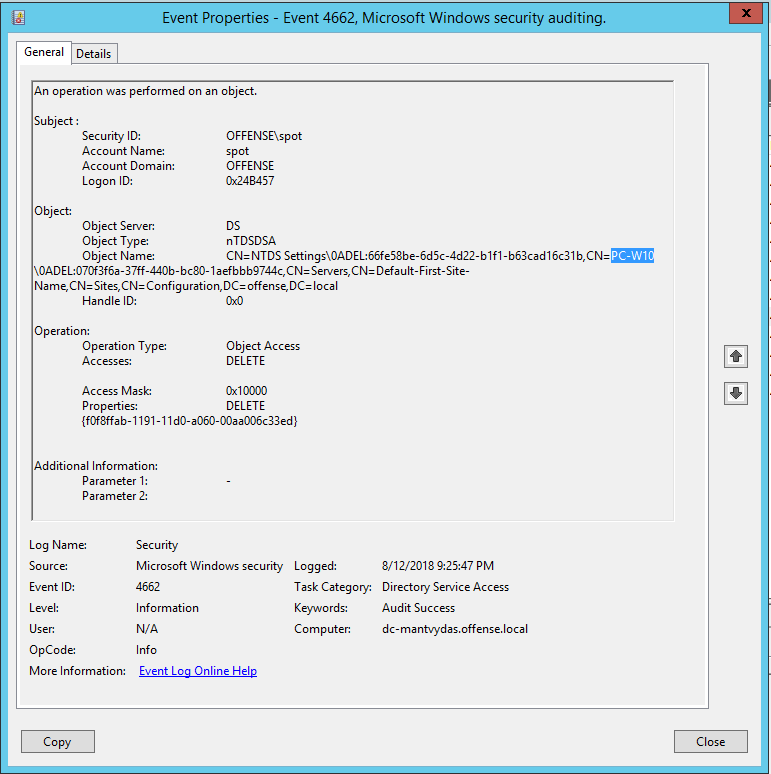 Event Properties - Event 4662, Microsoft Windows security auditing.
x
General Details
An operation was performed on an object.
Subject :
Security ID: OFFENSE\spot
Account Name: spot
Account Domain: OFFENSE
Logon ID: 0x24B457
Object:
Object Server: DS
Object Type: nTDSDSA
Object Name: CN=NTDS Settings\0ADEL:66fe58be-6d5c-4d22-b1f1-b63cad16c31b,CN=PC-W10
\0ADEL:070f3f6a-37ff-440b-bc80-1aefbbb9744c,CN=Servers,CN=Default-First-Site-
Name,CN=Sites,CN=Configuration,DC=offense,DC=local
Handle ID: 0x0
Operation:
Operation Type: Object Access
Accesses: DELETE
Access Mask: 0x10000
Properties: DELETE
{f0f8ffab-1191-11d0-a060-00aa006c33ed}
Additional Information:
Parameter 1: -
Parameter 2:
Log Name: Security
Source: Microsoft Windows security Logged: 8/12/2018 9:25:47 PM
Event ID: 4662 Task Category: Directory Service Access
Level: Information Keywords: Audit Success
User: N/A Computer: dc-mantvydas.offense.local
OpCode: Info
More Information: Event Log Online Help
Copy Close